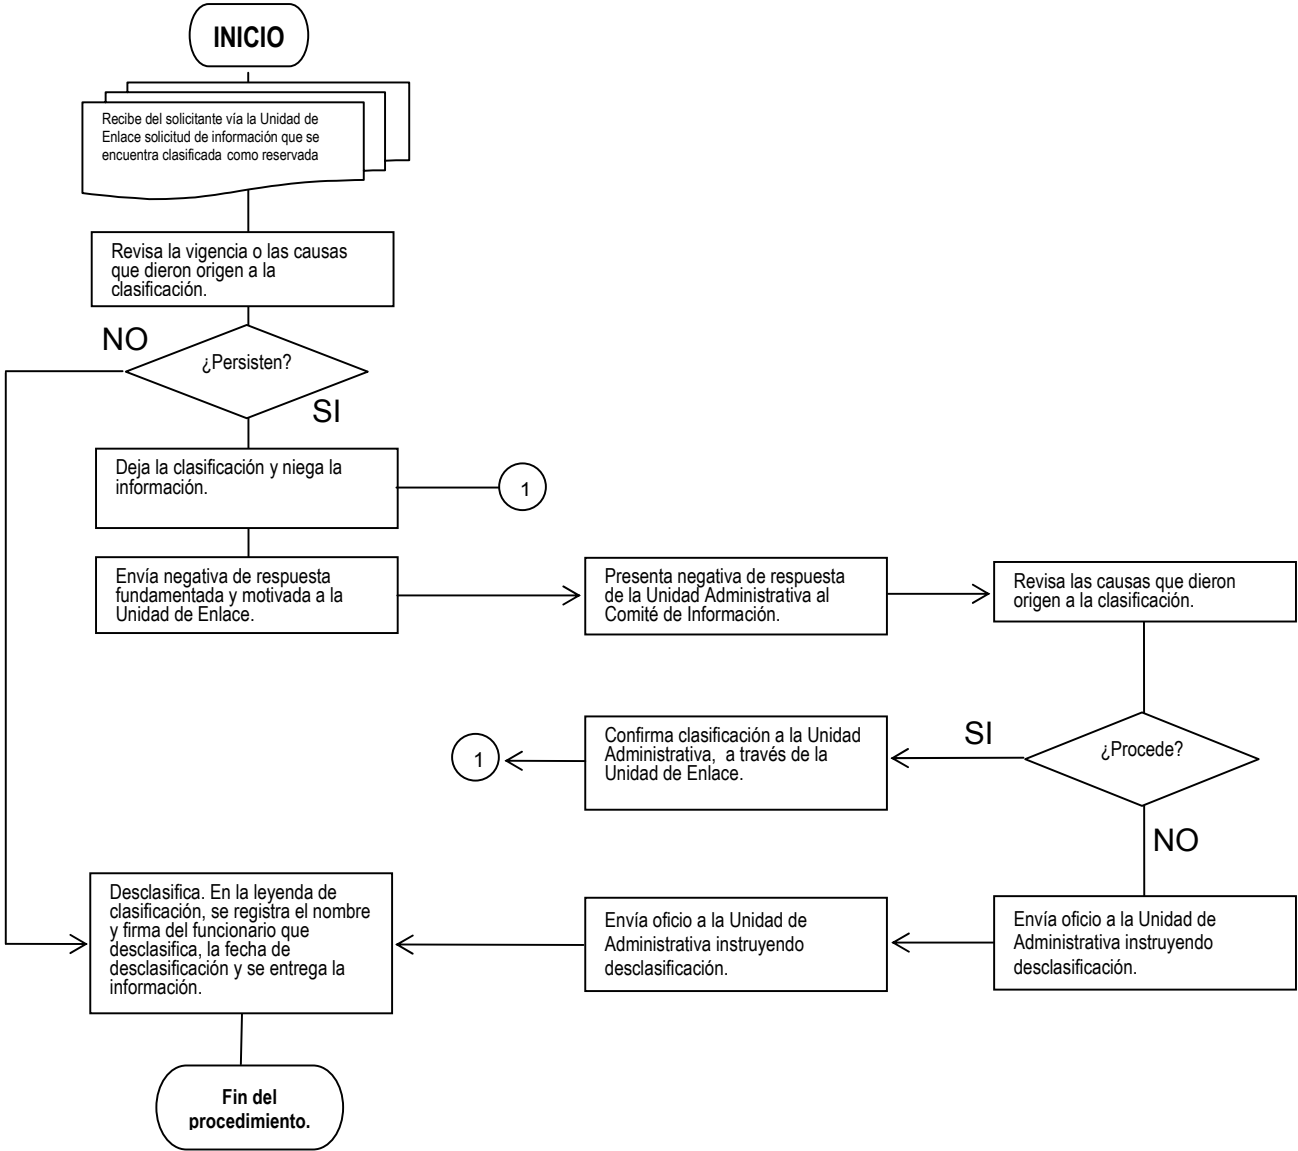 INICIO
Recibe del solicitante vía la Unidad de
Enlace solicitud de información que se
encuentra clasificada como reservada
Revisa la vigencia o las causas
que dieron origen a la
clasificación.
NO
¿Persisten?
SI
Deja la clasificación y niega la
información.
1
Envía negativa de respuesta
fundamentada y motivada a la
Unidad de Enlace.
Presenta negativa de respuesta
de la Unidad Administrativa al
Comité de Información.
Revisa las causas que dieron
origen a la clasificación.
¿Procede?
SI
Confirma clasificación a la Unidad
Administrativa, a través de la
Unidad de Enlace.
1
NO
Envía oficio a la Unidad de
Administrativa instruyendo
desclasificación.
Envía oficio a la Unidad de
Administrativa instruyendo
desclasificación.
Desclasifica. En la leyenda de
clasificación, se registra el nombre
y firma del funcionario que
desclasifica, la fecha de
desclasificación y se entrega la
información.
Fin del
procedimiento.